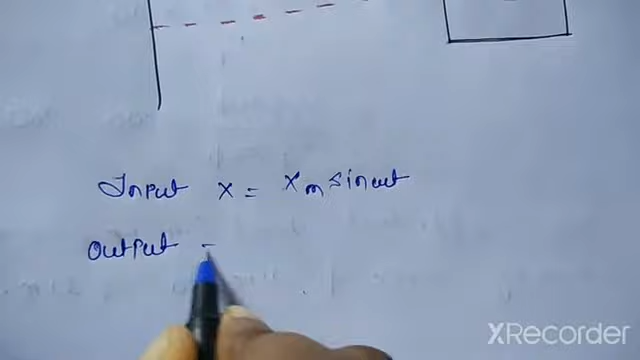 Input x = Xm sinωt
Output -
XRecorder